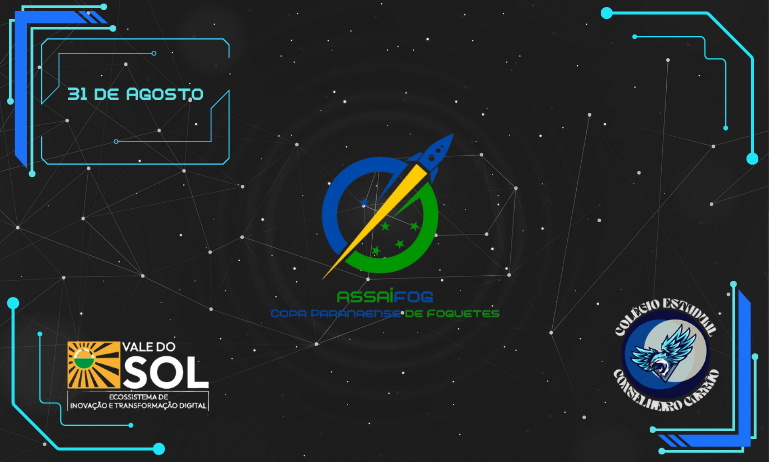 31 DE AGOSTO
ASSAÍFOG
COPA PARANAENSE DE FOGUETES
VALE DO
SOL
ECOSSISTEMA DE
INOVAÇÃO E TRANSFORMAÇÃO DIGITAL
COLÉGIO ESTADUAL
CONSELHEIRO CARRÃO